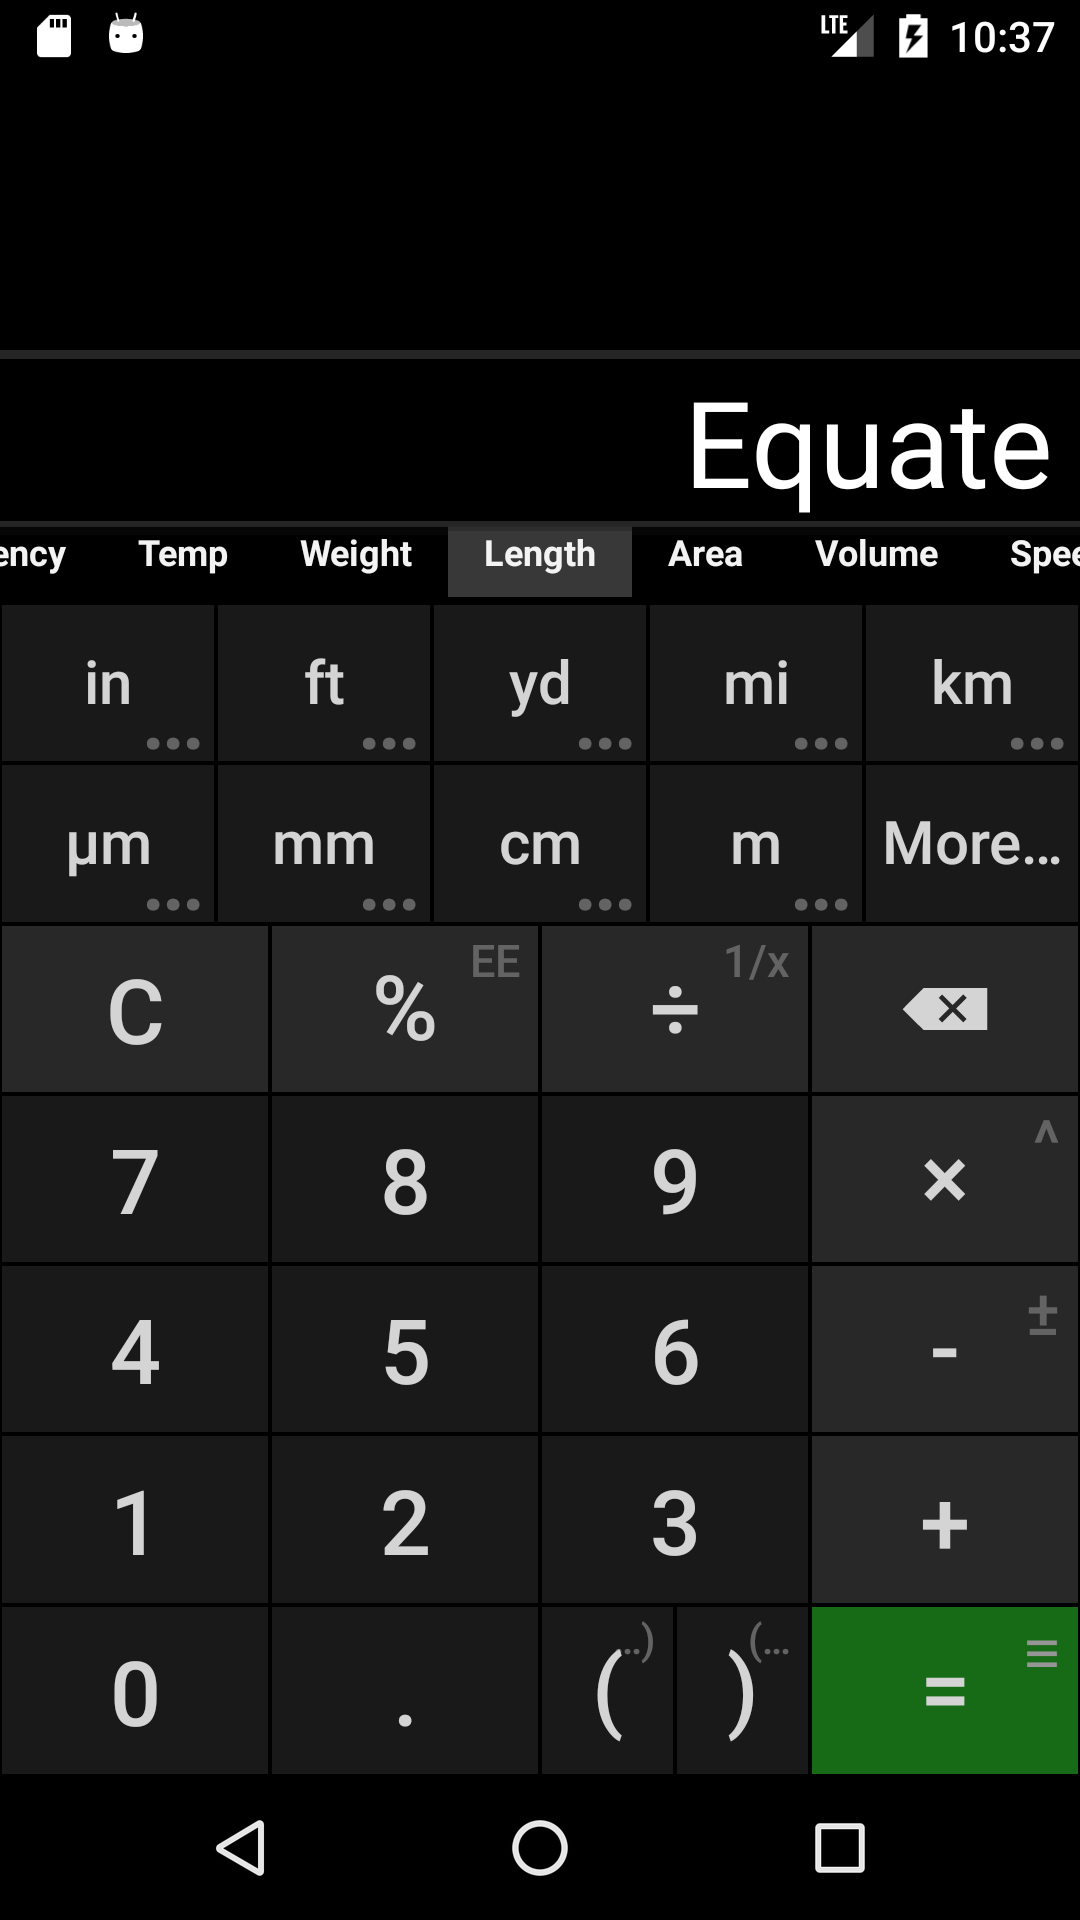 LTE 10:37
Equate
ency Temp Weight Length Area Volume Spee
in ft yd mi km
µm mm cm m More...
C % EE ÷ 1/x
7 8 9 × ^
4 5 6 - ±
1 2 3 +
0 . ( ..) ) (... =